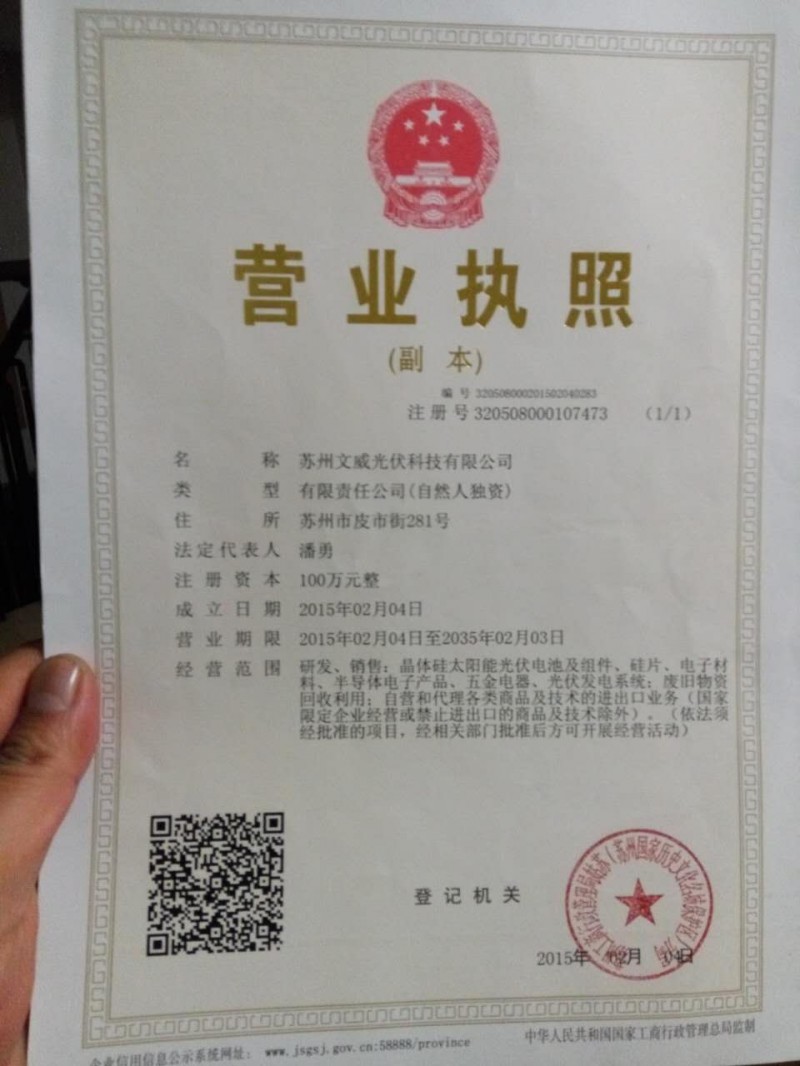 营业执照
(副 本)
编 号 320508000201502040283
注册号 320508000107473 (1/1)
名 称 苏州文威光伏科技有限公司
类 型 有限责任公司(自然人独资)
住 所 苏州市皮市街281号
法定代表人 潘勇
注册资本 100万元整
成立日期 2015年02月04日
营业期限 2015年02月04日至2035年02月03日
经营范围 研发、销售：晶体硅太阳能光伏电池及组件、硅片、电子材
料、半导体电子产品、五金电器、光伏发电系统；废旧物资
回收利用；自营和代理各类商品及技术的进出口业务（国家
限定企业经营或禁止进出口的商品及技术除外）。（依法须
经批准的项目，经相关部门批准后方可开展经营活动）
登记机关
2015年 02月 04日
企业信用信息公示系统网址： www.jsgsj.gov.cn:58888/province
中华人民共和国国家工商行政管理总局监制